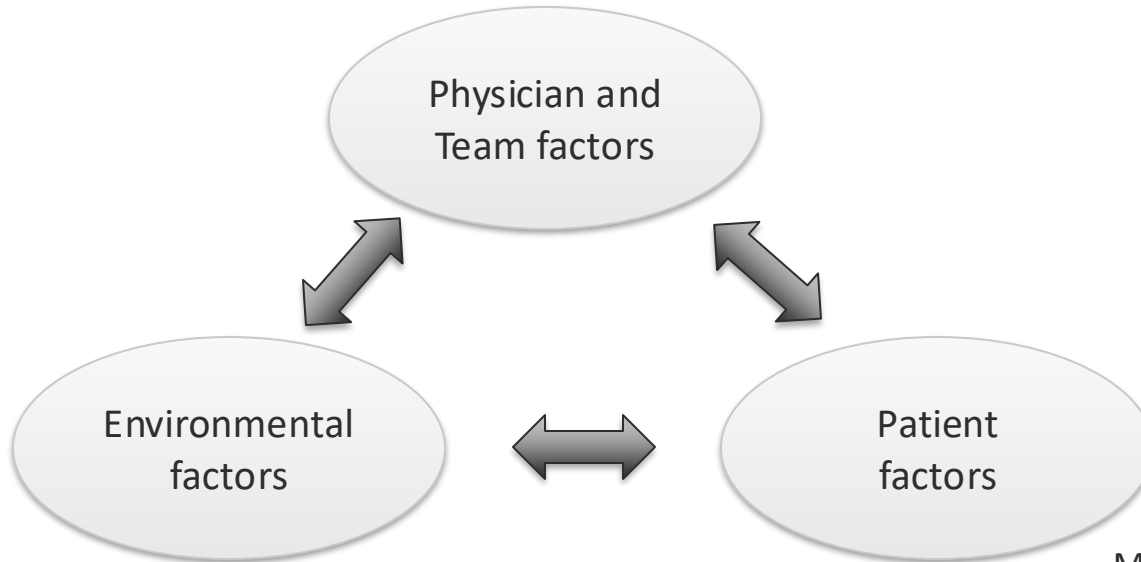 Physician and
Team factors
Environmental
factors
Patient
factors
M